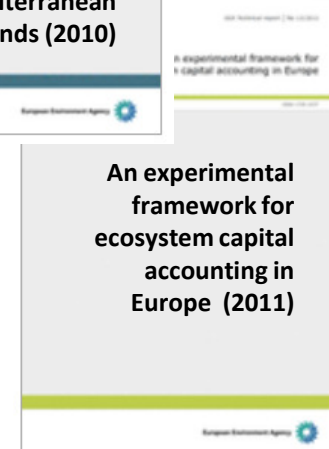 diterranean
nds (2010)
n experimental framework for
n capital accounting in Europe
European Environment Agency
An experimental
framework for
ecosystem capital
accounting in
Europe (2011)
European Environment Agency